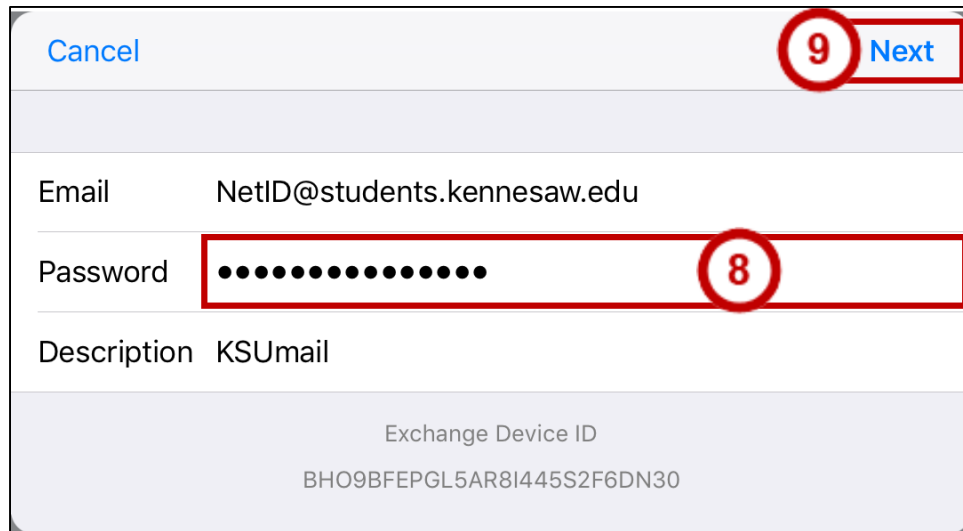 Cancel 9 Next
Email NetID@students.kennesaw.edu
Password ●●●●●●●●●●●●●●● 8
Description KSUmail
Exchange Device ID
BHO9BFEPGL5AR8I445S2F6DN30